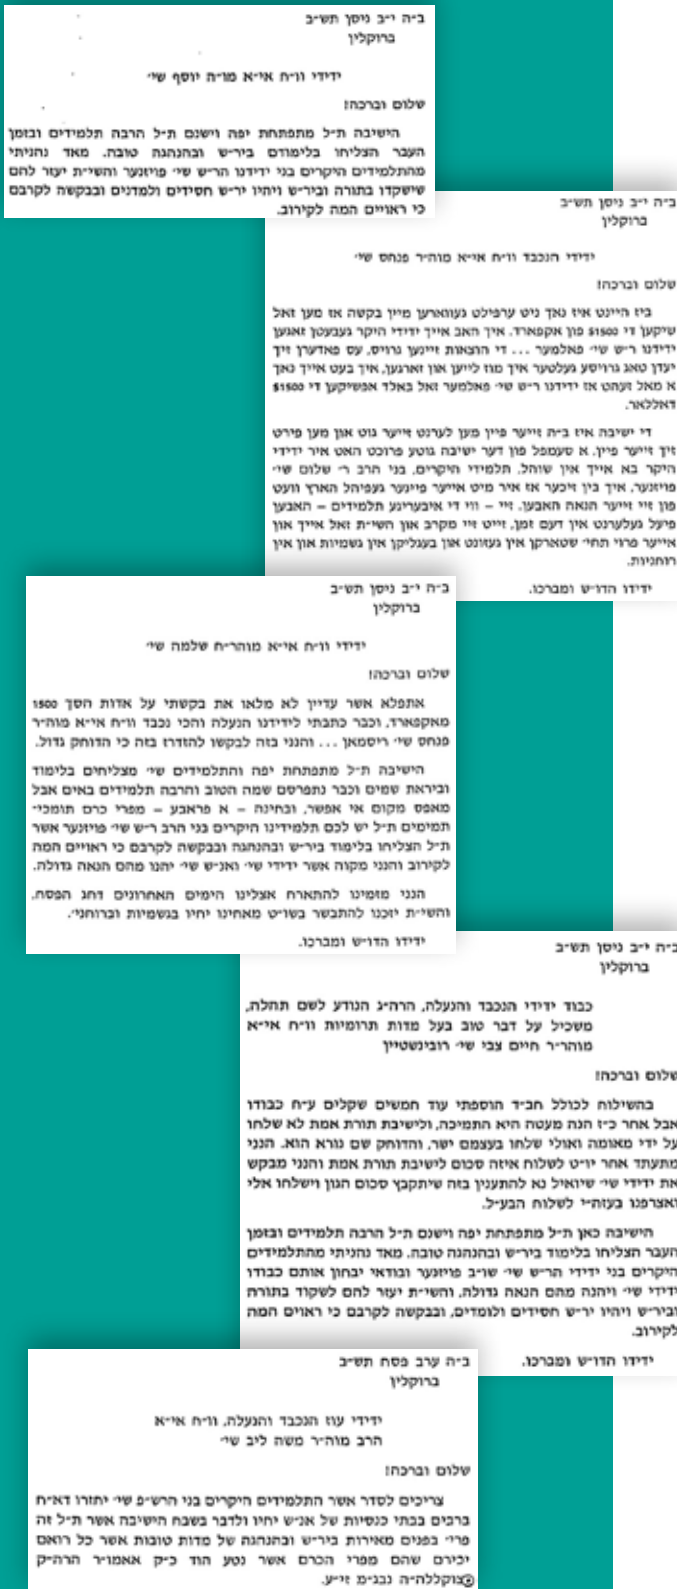 ב״ה י״ב ניסן תש״ב
ברוקלין
ידידי וו״ח אי״א מו״ה יוסף שי׳
שלום וברכה!
הישיבה ת״ל מתפתחת יפה וישנם ת״ל הרבה תלמידים ובזמן
העבר הצליחו בלימודם ביר״ש ובהנהגה טובה. מאד נהניתי
מהתלמידים היקרים בני ידידנו הר״ש שי׳ פויזנער והשי״ת יעזר להם
שישקדו בתורה וביר״ש ויהיו יר״ש חסידים ולמדנים ובבקשה לקרבם
כי ראויים המה לקירוב.
ב״ה י״ב ניסן תש״ב
ברוקלין
ידידי הנכבד וו״ח אי״א מוה״ר פנחס שי׳
שלום וברכה!
ביז היינט איז נאך ניט ערפילט געווארען מיין בקשה אז מען זאל
שיקען די $1500 פון אקפארד. איך האב אייך ידידי היקר געבעטן זאגען
ידידנו ר״ש שי׳ פאלמער ... די הוצאות זיינען גרויס, עס פאדערן זיך
יעדן טאג גרויסע געלטער איך מוז לייען און זארגען, איך בעט אייך נאך
א מאל זעהט אז ידידנו ר״ש שי׳ פאלמער זאל באלד אפשיקען די $1500
דאללאר.
די ישיבה איז ב״ה זייער פיין מען לערנט זייער גוט און מען פירט
זיך זייער פיין. א סעמפל פון דער ישיבה גוטע פרוכט האט איר ידידי
היקר בא אייך אין שוהל, תלמידי היקרים, בני הרב ר׳ שלום שי׳
פויזנער, איך בין זיכער אז איר מיט אייער פיינער געפיהל הארץ וועט
פון זיי זייער הנאה האבען. זיי – ווי די איבעריגע תלמידים – האבען
פיעל געלערנט אין דעם זמן, זייט זיי מקרב און השי״ת זאל אייך און
אייער פרוי תחי׳ שטארקן אין געזונט און בעגליקן אין גשמיות און אין
רוחניות.
ידידו הדו״ש ומברכו.
ב״ה י״ב ניסן תש״ב
ברוקלין
ידידי וו״ח אי״א מוהר״ח שלמה שי׳
שלום וברכה!
אתפלא אשר עדיין לא מלאו את בקשתי על אדות הסך 1500
מאקפארד, וכבר כתבתי לידידנו הנעלה והכי נכבד וו״ח אי״א מוה״ר
פנחס שי׳ ריסמאן ... והנני בזה לבקשו להזדרז בזה כי הדוחק גדול.
הישיבה ת״ל מתפתחת יפה והתלמידים שי׳ מצליחים בלימוד
וביראת שמים וכבר נתפרסם שמה הטוב והרבה תלמידים באים אבל
מאפס מקום אי אפשר, ובחינה – א פראבע – מפרי כרם תומכי־
תמימים ת״ל יש לכם תלמידינו היקרים בני הרב ר״ש שי׳ פויזנער אשר
ת״ל הצליחו בלימוד ביר״ש ובהנהגה ובבקשה לקרבם כי ראויים המה
לקירוב והנני מקוה אשר ידידי שי׳ ואנ״ש שי׳ יהנו מהם הנאה גדולה.
הנני מזמינו להתארח אצלינו הימים האחרונים דחג הפסח,
והשי״ת יזכנו להתבשר בשו״ט מאחינו יחיו בגשמיות וברוחני׳.
ידידו הדו״ש ומברכו.
ב״ה י״ב ניסן תש״ב
ברוקלין
כבוד ידידי הנכבד והנעלה, הרה״ג הנודע לשם תהלה,
משכיל על דבר טוב בעל מדות תרומיות וו״ח אי״א
מוהר״ר חיים צבי שי׳ רובינשטיין
שלום וברכה!
בהשילוח לכולל חב״ד הוספתי עוד חמשים שקלים ע״ח כבודו
אבל אחר כ״ז הנה מעטה היא התמיכה, ולישיבת תורת אמת לא שלחו
על ידי מאומה ואולי שלחו בעצמם ישר, והדוחק שם נורא הוא. הנני
מתעתד אחר יו״ט לשלוח איזה סכום לישיבת תורת אמת והנני מבקש
את ידידי שי׳ שיואיל נא להתענין בזה שיתקבץ סכום הגון וישלחו אלי
ואצרפנו בעזה״י לשלוח הבע״ל.
הישיבה כאן ת״ל מתפתחת יפה וישנם ת״ל הרבה תלמידים ובזמן
העבר הצליחו בלימוד ביר״ש ובהנהגה טובה. מאד נהניתי מהתלמידים
היקרים בני ידידי הר״ש שי׳ שו״ב פויזנער ובודאי יבחון אותם כבודו
ידידי שי׳ ויהנה מהם הנאה גדולה, והשי״ת יעזר להם לשקוד בתורה
וביר״ש ויהיו יר״ש חסידים ולומדים, ובבקשה לקרבם כי ראוים המה
לקירוב.
ידידו הדו״ש ומברכו.
ב״ה ערב פסח תש״ב
ברוקלין
ידידי עוז הנכבד והנעלה, וו״ח אי״א
הרב מוה״ר משה ליב שי׳
שלום וברכה!
צריכים לסדר אשר התלמידים היקרים בני הרש״פ שי׳ יחזרו דא״ח
ברבים בבתי כנסיות של אנ״ש יחיו ולדבר בשבח הישיבה אשר ת״ל זה
פרי׳ בפנים מאירות ביר״ש ובהנהגה של מדות טובות אשר כל רואם
יכירם שהם מפרי הכרם אשר נטע הוד כ״ק אאמו״ר הרה״ק
זצוקללה״ה נבג״מ זי״ע.